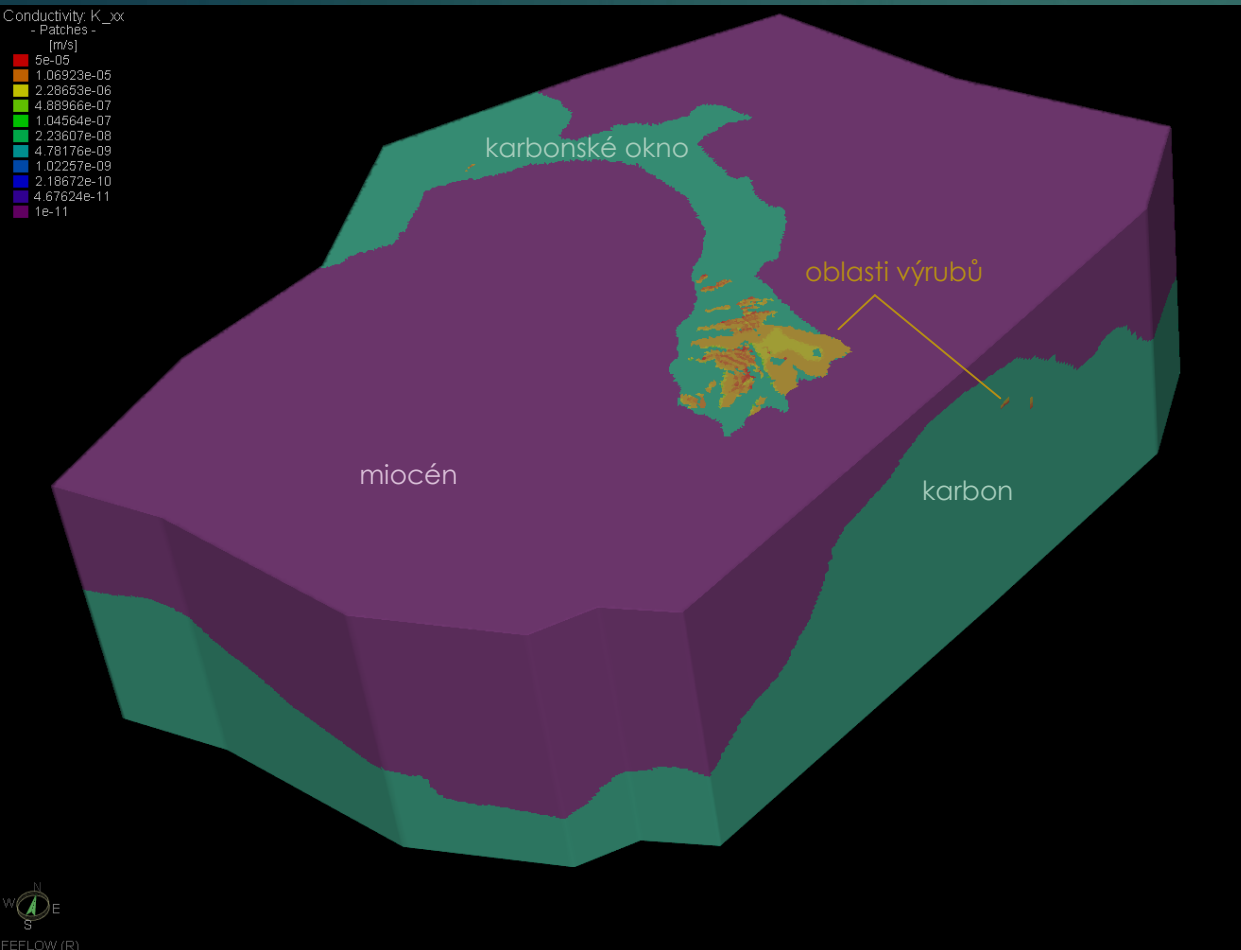 Conductivity: K_xx
- Patches -
[m/s]
5e-05
1.06923e-05
2.28653e-06
4.88966e-07
1.04564e-07
2.23607e-08
4.78176e-09
1.02257e-09
2.18672e-10
4.67624e-11
1e-11
karbonské okno
oblasti výrubů
miocén
karbon
N
W
E
S
FEFLOW (R)